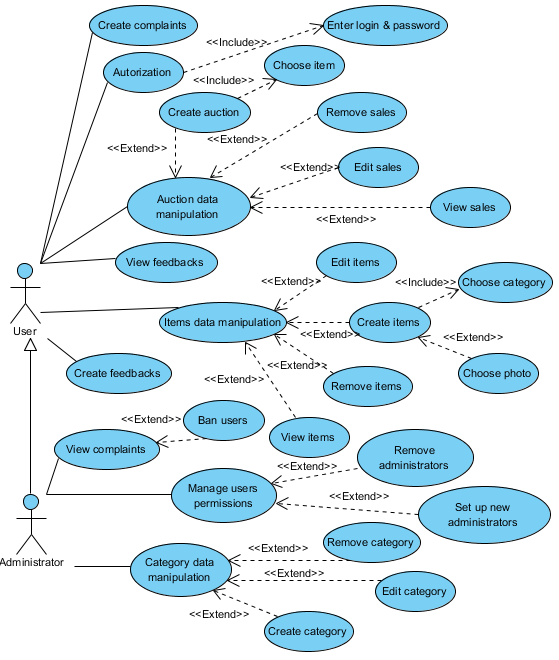 Create complaints
Enter login & password
<<Include>>
Autorization
Choose item
<<Include>>
Create auction
Remove sales
<<Extend>>
<<Extend>>
<<Extend>>
Edit sales
Auction data
manipulation
View sales
<<Extend>>
View feedbacks
Edit items
<<Extend>>
<<Include>>
Choose category
User
Items data manipulation
Create items
<<Extend>>
<<Extend>>
Create feedbacks
<<Extend>>
<<Extend>>
Choose photo
Remove items
<<Extend>>
Ban users
View complaints
View items
Remove
administrators
<<Extend>>
Manage users
permissions
<<Extend>>
Set up new
administrators
Administrator
Category data
manipulation
<<Extend>>
Remove category
<<Extend>>
Edit category
<<Extend>>
Create category